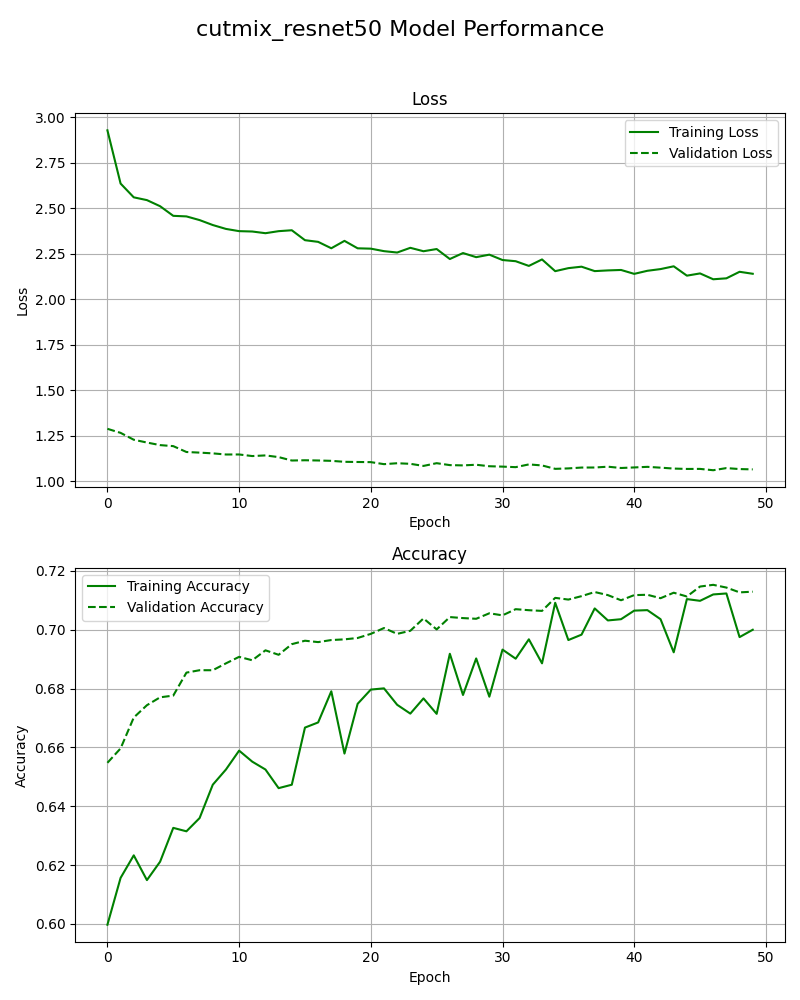 cutmix_resnet50 Model Performance
Loss
3.00
2.75
2.50
2.25
2.00
1.75
1.50
1.25
1.00
Loss
Training Loss
Validation Loss
0 10 20 30 40 50
Epoch
Accuracy
0.72
0.70
0.68
0.66
0.64
0.62
0.60
Accuracy
Training Accuracy
Validation Accuracy
0 10 20 30 40 50
Epoch